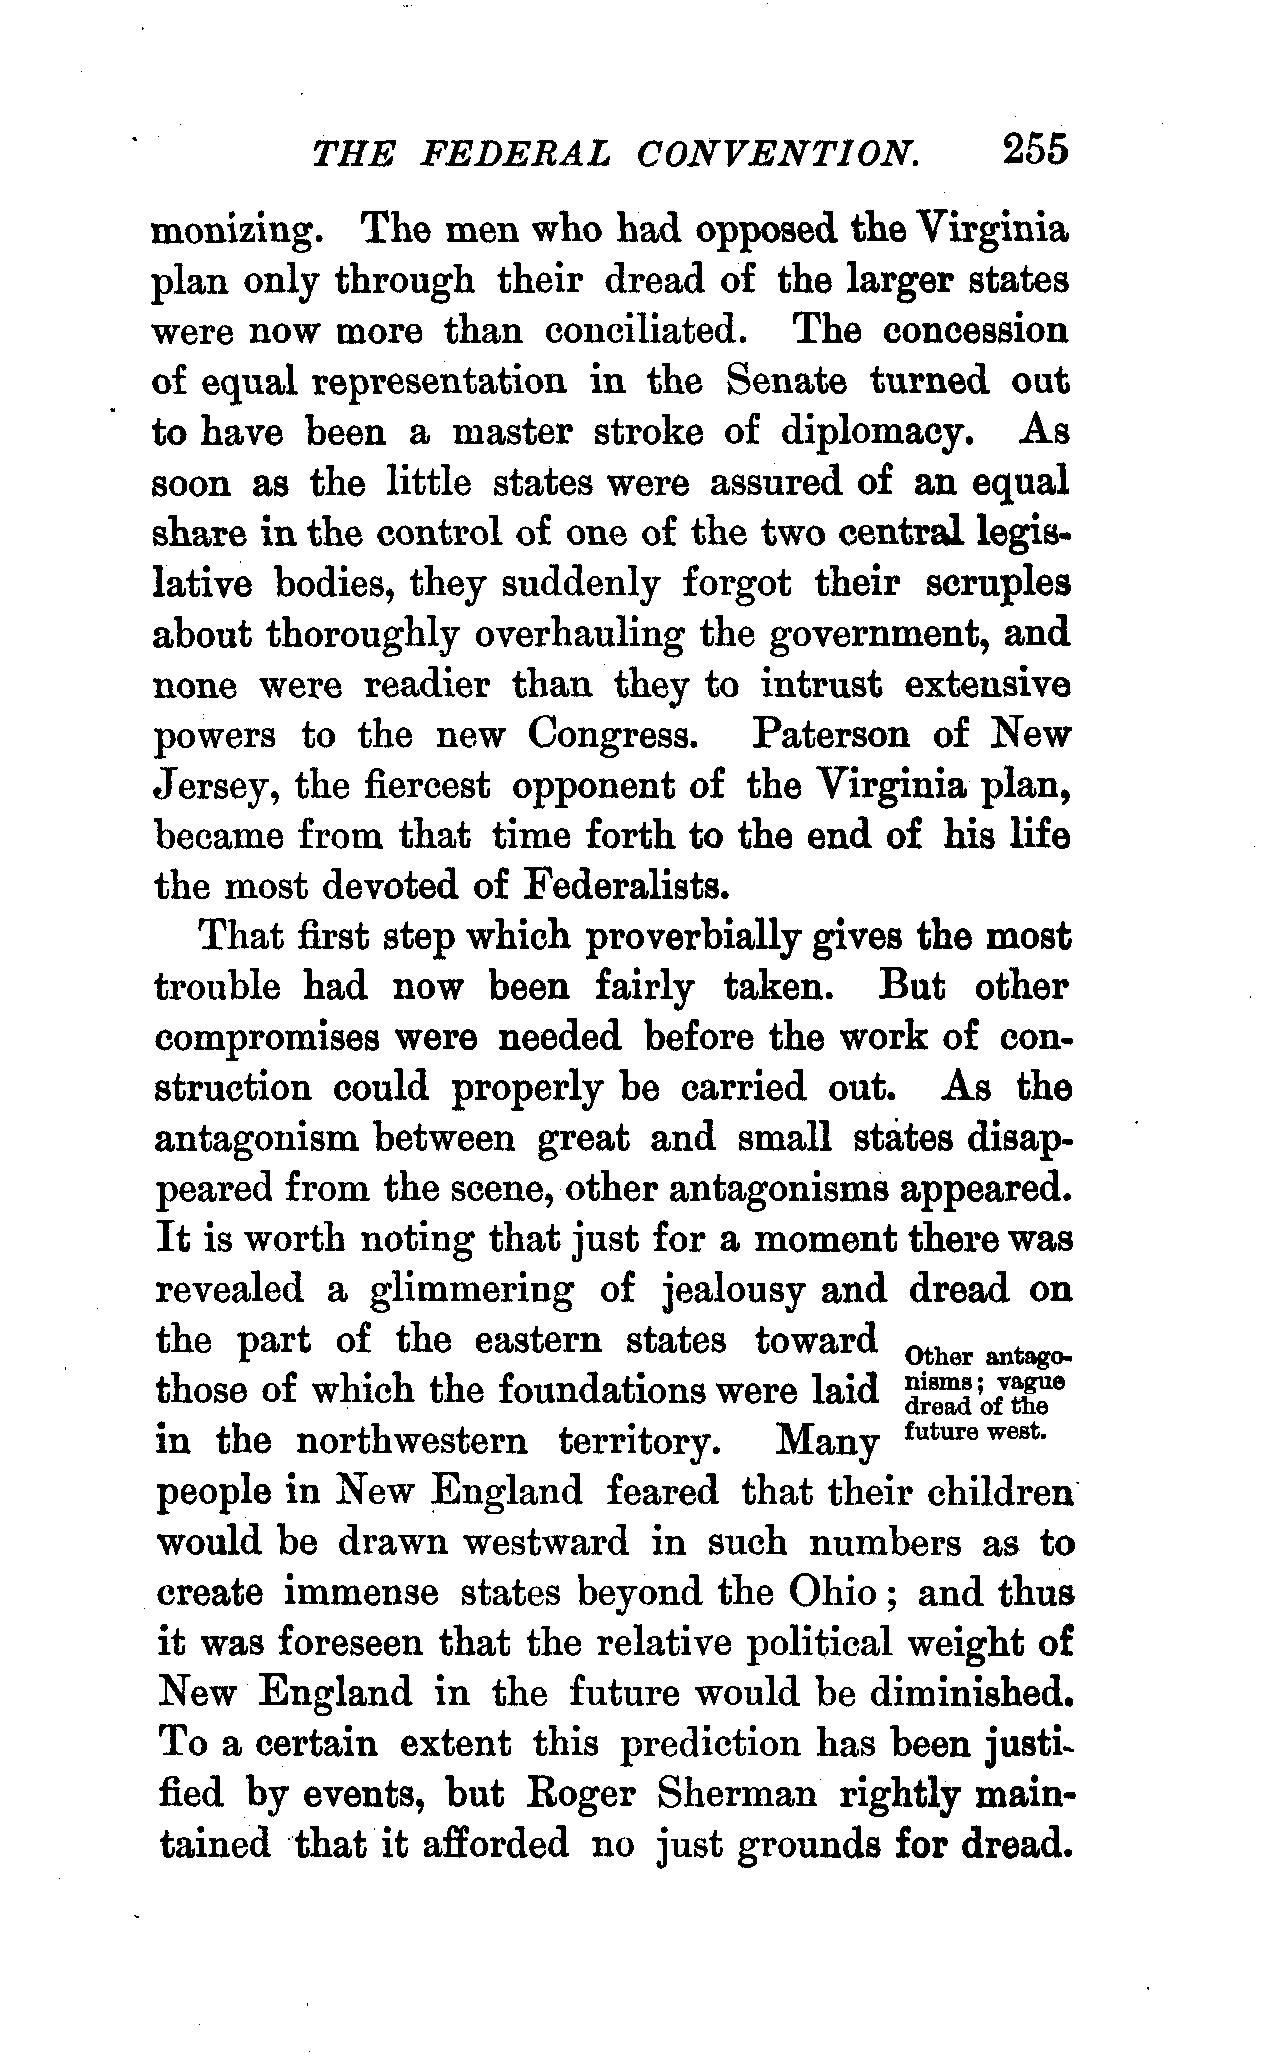 THE FEDERAL CONVENTION. 255
monizing. The men who had opposed the Virginia
plan only through their dread of the larger states
were now more than conciliated. The concession
of equal representation in the Senate turned out
to have been a master stroke of diplomacy. As
soon as the little states were assured of an equal
share in the control of one of the two central legis-
lative bodies, they suddenly forgot their scruples
about thoroughly overhauling the government, and
none were readier than they to intrust extensive
powers to the new Congress. Paterson of New
Jersey, the fiercest opponent of the Virginia plan,
became from that time forth to the end of his life
the most devoted of Federalists.
That first step which proverbially gives the most
trouble had now been fairly taken. But other
compromises were needed before the work of con-
struction could properly be carried out. As the
antagonism between great and small states disap-
peared from the scene, other antagonisms appeared.
It is worth noting that just for a moment there was
revealed a glimmering of jealousy and dread on
the part of the eastern states toward
those of which the foundations were laid
in the northwestern territory. Many
Other antago-
nisms; vague
dread of the
future west.
people in New England feared that their children
would be drawn westward in such numbers as to
create immense states beyond the Ohio; and thus
it was foreseen that the relative political weight of
New England in the future would be diminished.
To a certain extent this prediction has been justi-
fied by events, but Roger Sherman rightly main-
tained that it afforded no just grounds for dread.